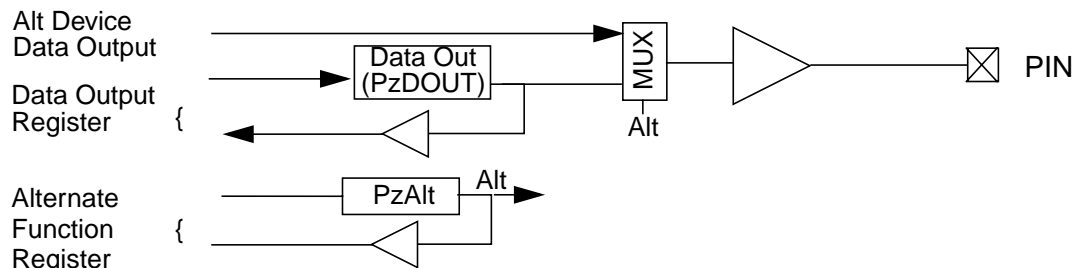 Alt Device
Data Output
Data Out
(PzDOUT)
MUX
PIN
Data Output
Register {
Alt
Alternate
Function {
Register
PzAlt
Alt